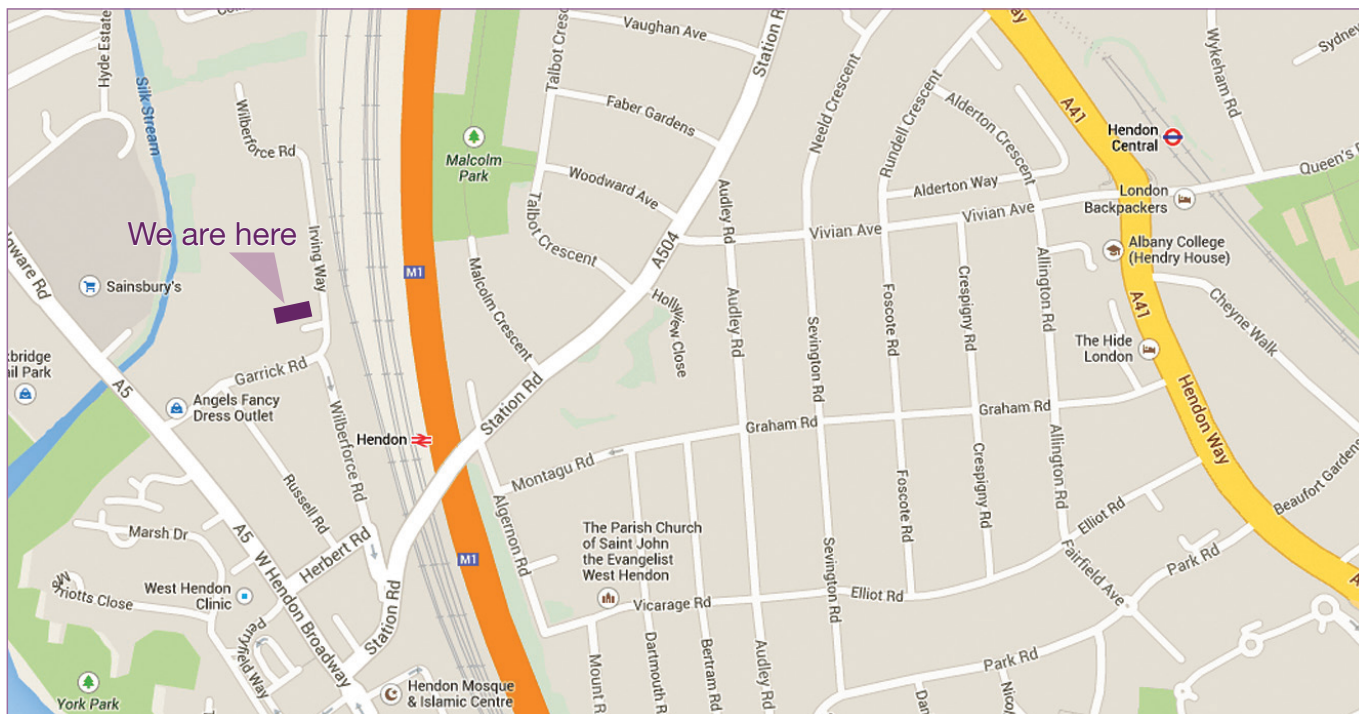 Hyde Estate
Silk Stream
Wilberforce Rd
We are here
Irving Way
Sainsbury's
Garrick Rd
Angels Fancy
Dress Outlet
A5
Wilberforce Rd
Russell Rd
Herbert Rd
Marsh Dr
West Hendon
Clinic
A5
W Hendon Broadway
Perryfield Way
York Park
Station Rd
Hendon Mosque
& Islamic Centre
Hendon
M1
M1
Malcolm
Park
Talbot Cresc
Vaughan Ave
Station R
Faber Gardens
Woodward Ave
Talbot Crescent
Malcolm Crescent
A504
Station Rd
Hollyview Close
Audley Rd
Audley Rd
Neeld Crescent
Rundell Crescent
Alderton Crescent
Alderton Way
Vivian Ave
Vivian Ave
Sevington Rd
Foscote Rd
Crespigny Rd
Allington Rd
Graham Rd
Graham Rd
Montagu Rd
Algernon Rd
The Parish Church
of Saint John
the Evangelist
West Hendon
Vicarage Rd
Sevington Rd
Foscote Rd
Crespigny Rd
Allington Rd
Elliot Rd
Elliot Rd
Fairfield Ave
Park Rd
Park Rd
Mount R
Dartmouth R
Bertram Rd
Audley Rd
Dan
Nico
A41
Hendon
Central
Wykeham Rd
Sydney
Queen's
London
Backpackers
Albany College
(Hendry House)
A41
Cheyne Walk
The Hide
London
Hendon Way
Beaufort Gardens